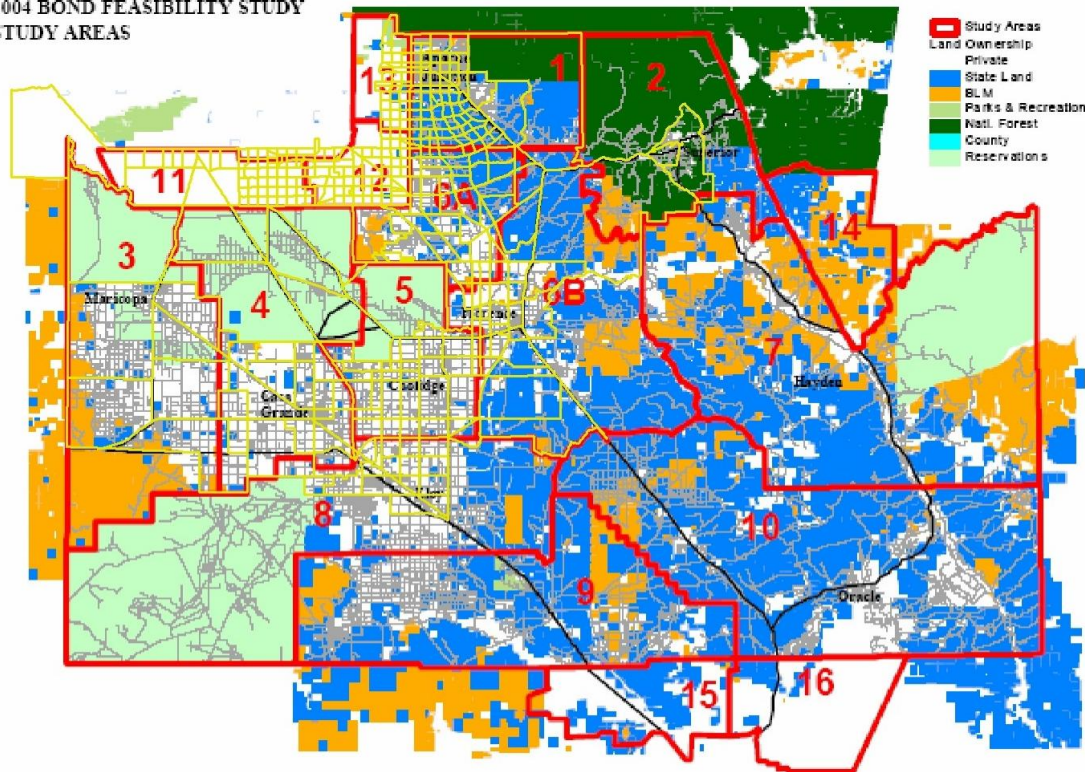 004 BOND FEASIBILITY STUDY
STUDY AREAS
Study Areas
Land Ownership
Private
State Land
BLM
Parks & Recreation
Natl. Forest
County
Reservations
13
1
2
Superior
11
12
6A
14
3
4
5
6B
Maricopa
Florence
7
Hayden
Casa
Grande
Coolidge
8
10
9
Oracle
15
16